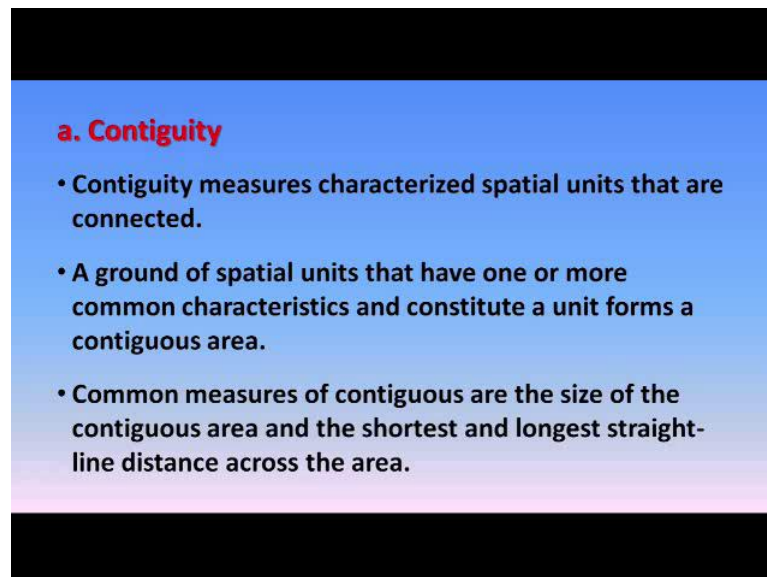 a. Contiguity
• Contiguity measures characterized spatial units that are
connected.
• A ground of spatial units that have one or more
common characteristics and constitute a unit forms a
contiguous area.
• Common measures of contiguous are the size of the
contiguous area and the shortest and longest straight-
line distance across the area.